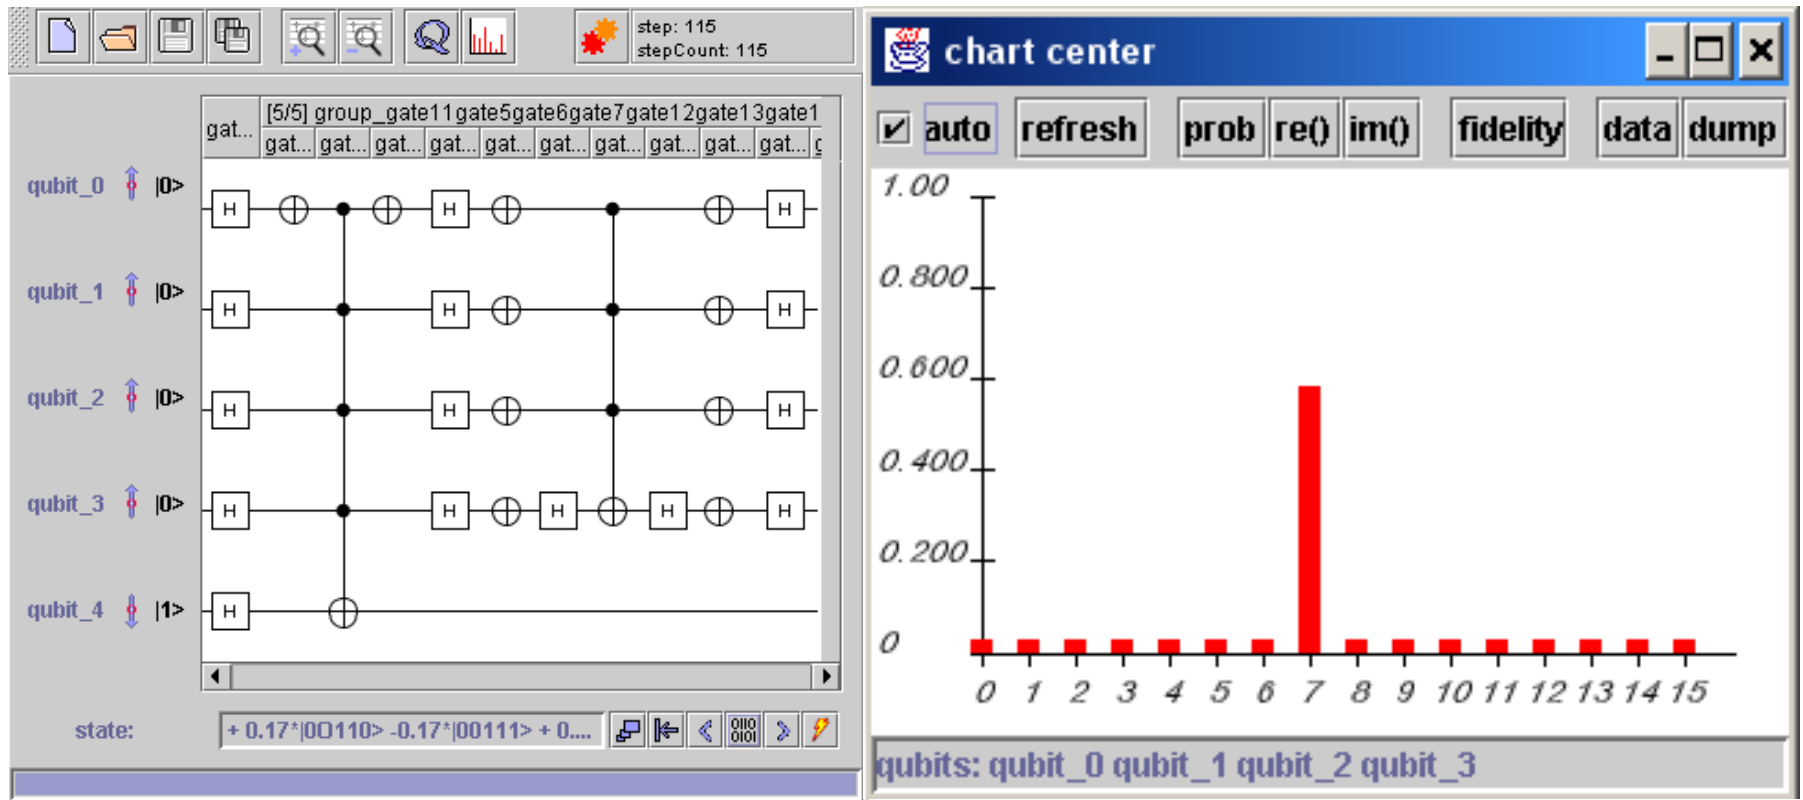 step: 115
stepCount: 115
gat...
[5/5] group_gate11gate5gate6gate7gate12gate13gate1
gat... gat... gat... gat... gat... gat... gat... gat... gat... gat... g
qubit_0 |0>
H H H
qubit_1 |0>
H H H
qubit_2 |0>
H H H
qubit_3 |0>
H H H H H
qubit_4 |1>
H
state: + 0.17*|00110> -0.17*|00111> + 0....
0110
0101
chart center
auto refresh prob re() im() fidelity data dump
1.00
0.800
0.600
0.400
0.200
0
0 1 2 3 4 5 6 7 8 9 10 11 12 13 14 15
qubits: qubit_0 qubit_1 qubit_2 qubit_3